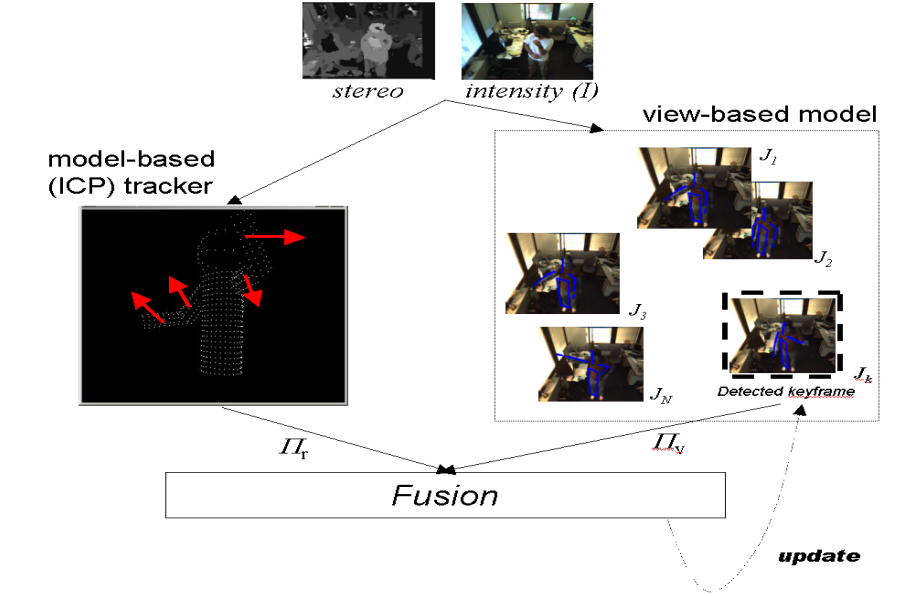 stereo
intensity (I)
view-based model
model-based
(ICP) tracker
J1
J2
J3
JN
Jk
Detected keyframe
Πr
Πv
Fusion
update